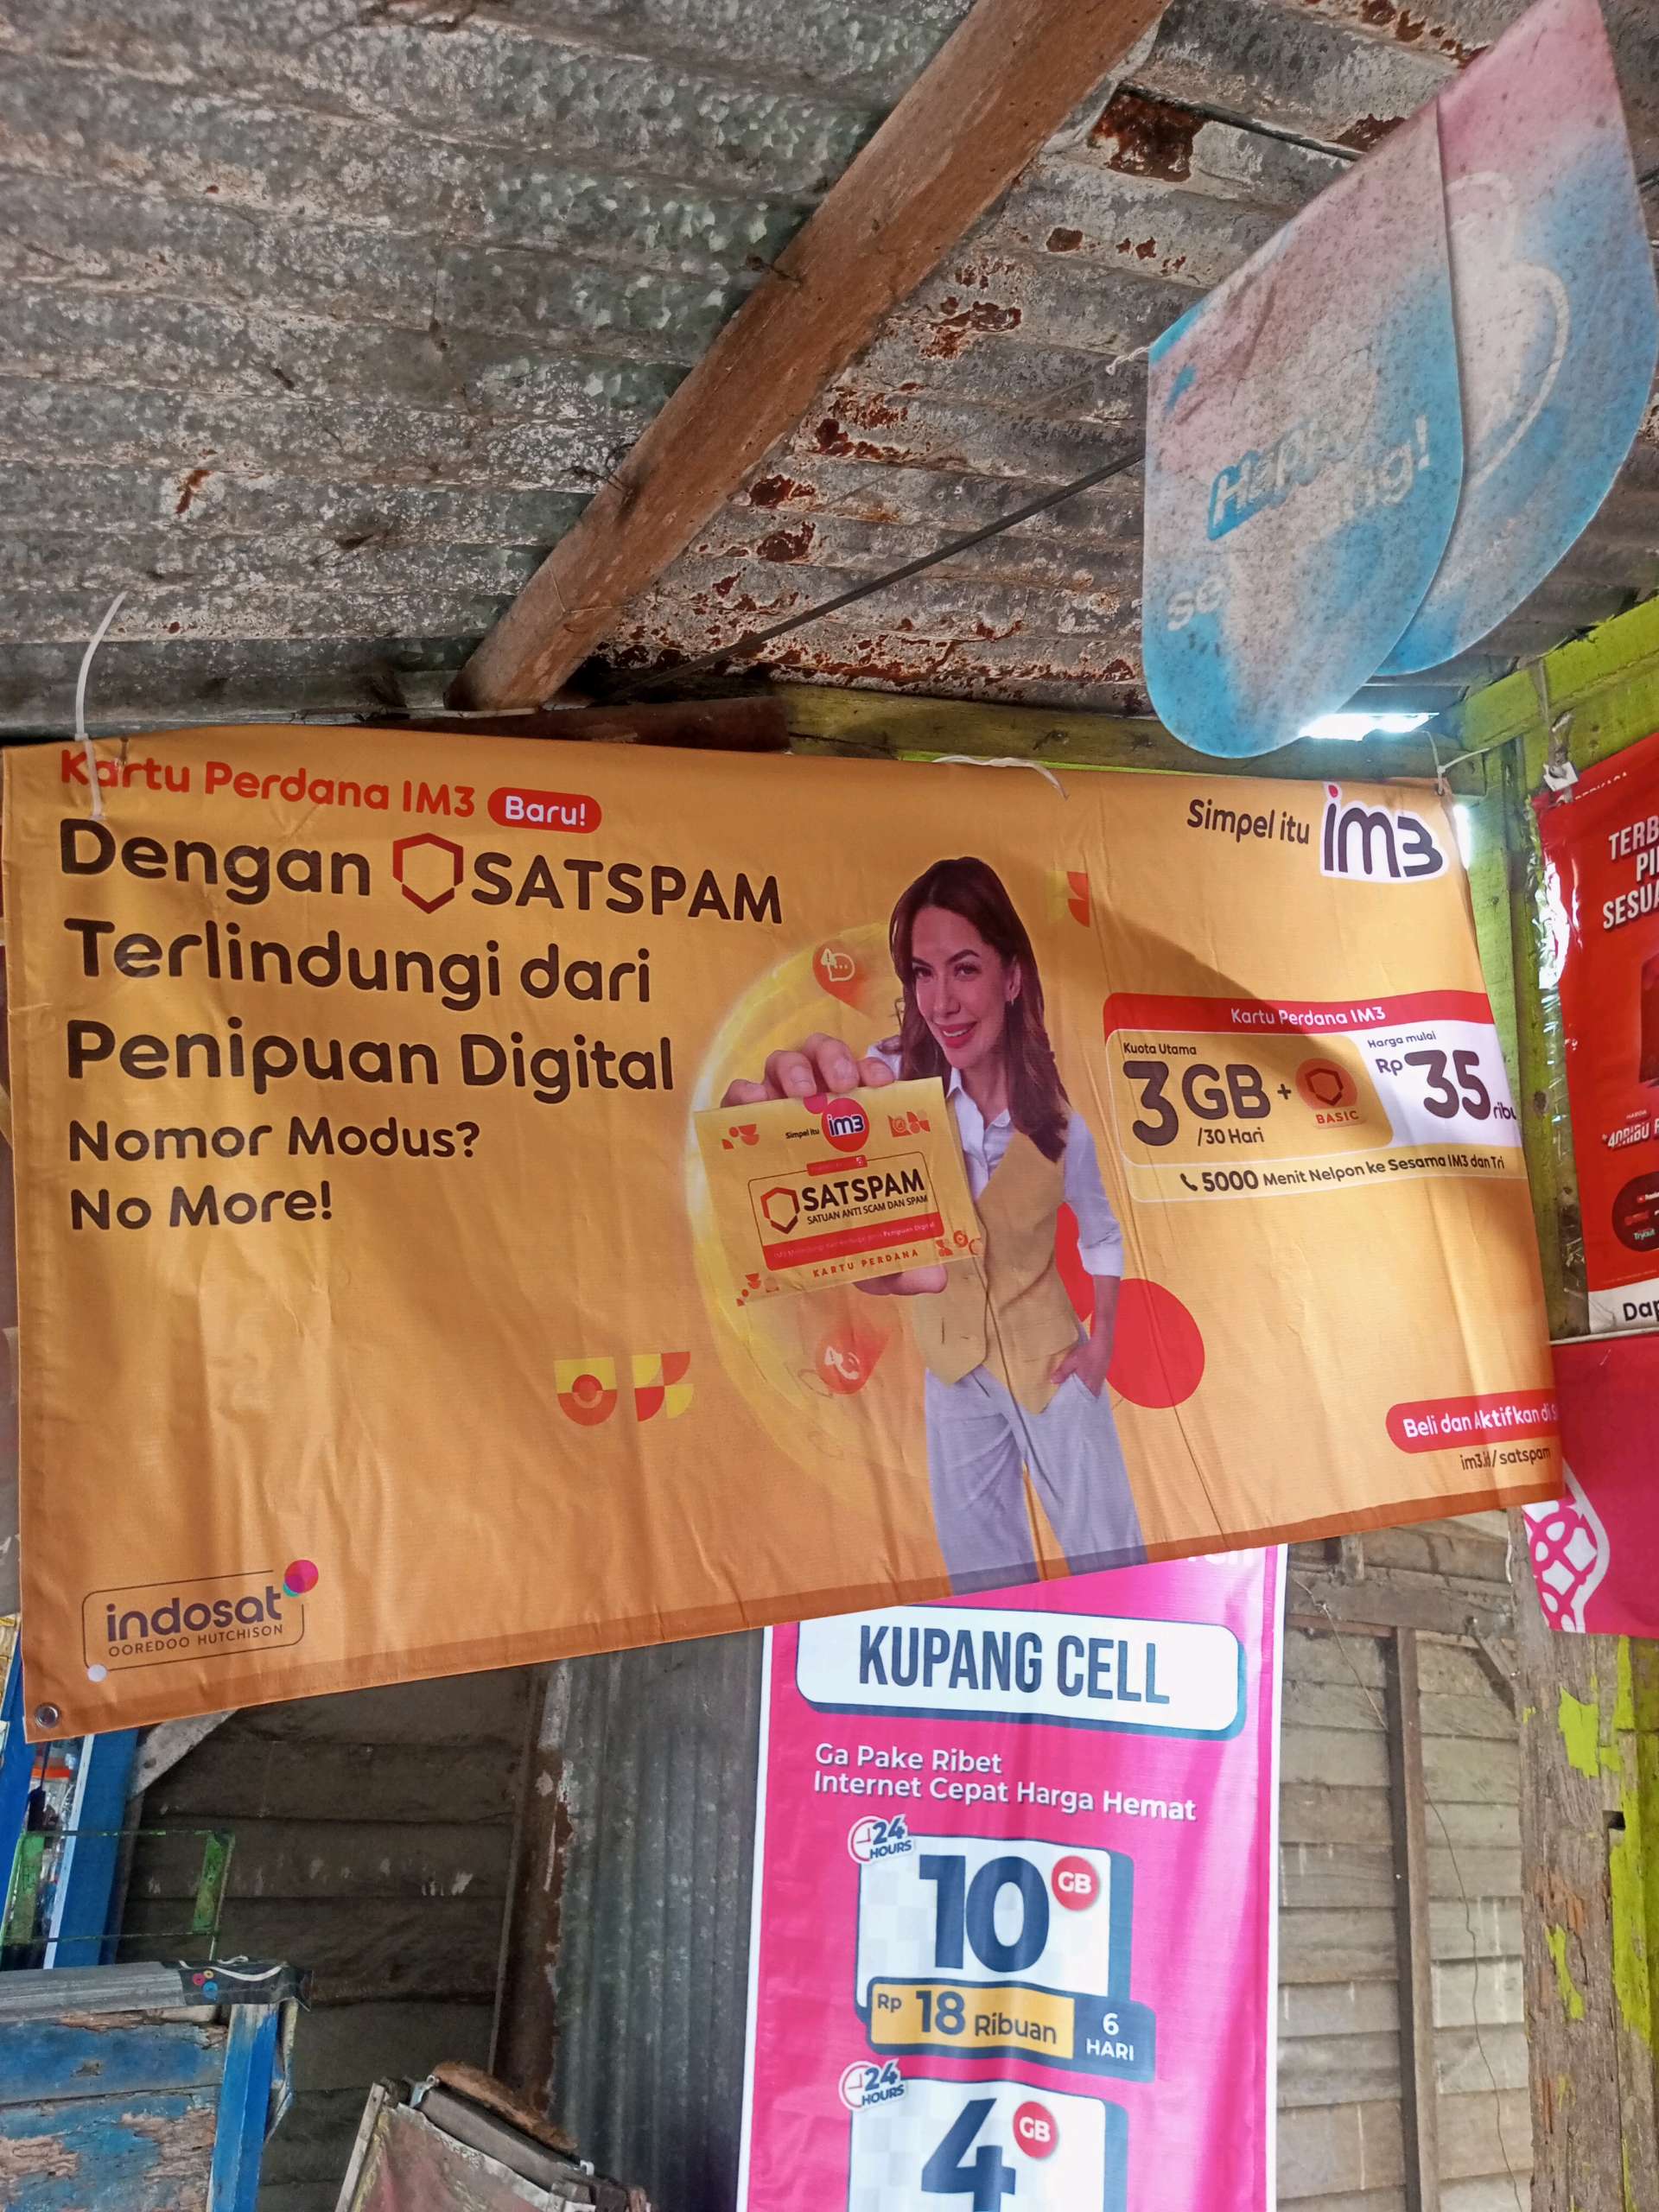 Kartu Perdana IM3 Baru!
Dengan SATSPAM
Terlindungi dari
Penipuan Digital
Nomor Modus?
No More!
Simpel itu im3
Simpel itu im3
SATSPAM
SATUAN ANTI SCAM DAN SPAM
KARTU PERDANA
Kartu Perdana IM3
Kuota Utama
3 GB + BASIC
/30 Hari
Harga mulai
Rp 35 ribu
5000 Menit Nelpon ke Sesama IM3 dan Tri
Beli dan Aktifkan di
im3.id/satspam
indosat
OOREDOO HUTCHISON
KUPANG CELL
Ga Pake Ribet
Internet Cepat Harga Hemat
24 HOURS
10 GB
Rp 18 Ribuan 6 HARI
24 HOURS
4 GB